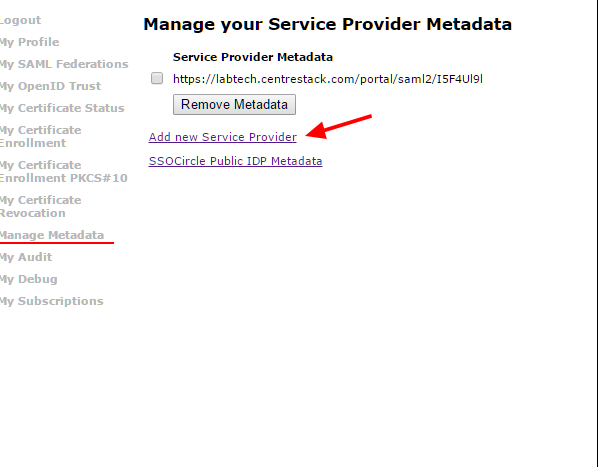 Logout
My Profile
My SAML Federations
My OpenID Trust
My Certificate Status
My Certificate
Enrollment
My Certificate
Enrollment PKCS#10
My Certificate
Revocation
Manage Metadata
My Audit
My Debug
My Subscriptions
Manage your Service Provider Metadata
Service Provider Metadata
https://labtech.centrestack.com/portal/saml2/I5F4Ul9l
Remove Metadata
Add new Service Provider
SSOCircle Public IDP Metadata